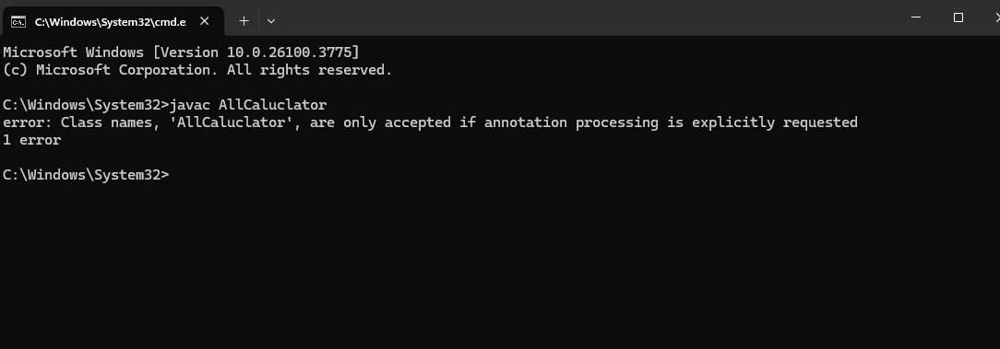 C:\Windows\System32\cmd.e
Microsoft Windows [Version 10.0.26100.3775]
(c) Microsoft Corporation. All rights reserved.
C:\Windows\System32>javac AllCaluclator
error: Class names, 'AllCaluclator', are only accepted if annotation processing is explicitly requested
1 error
C:\Windows\System32>